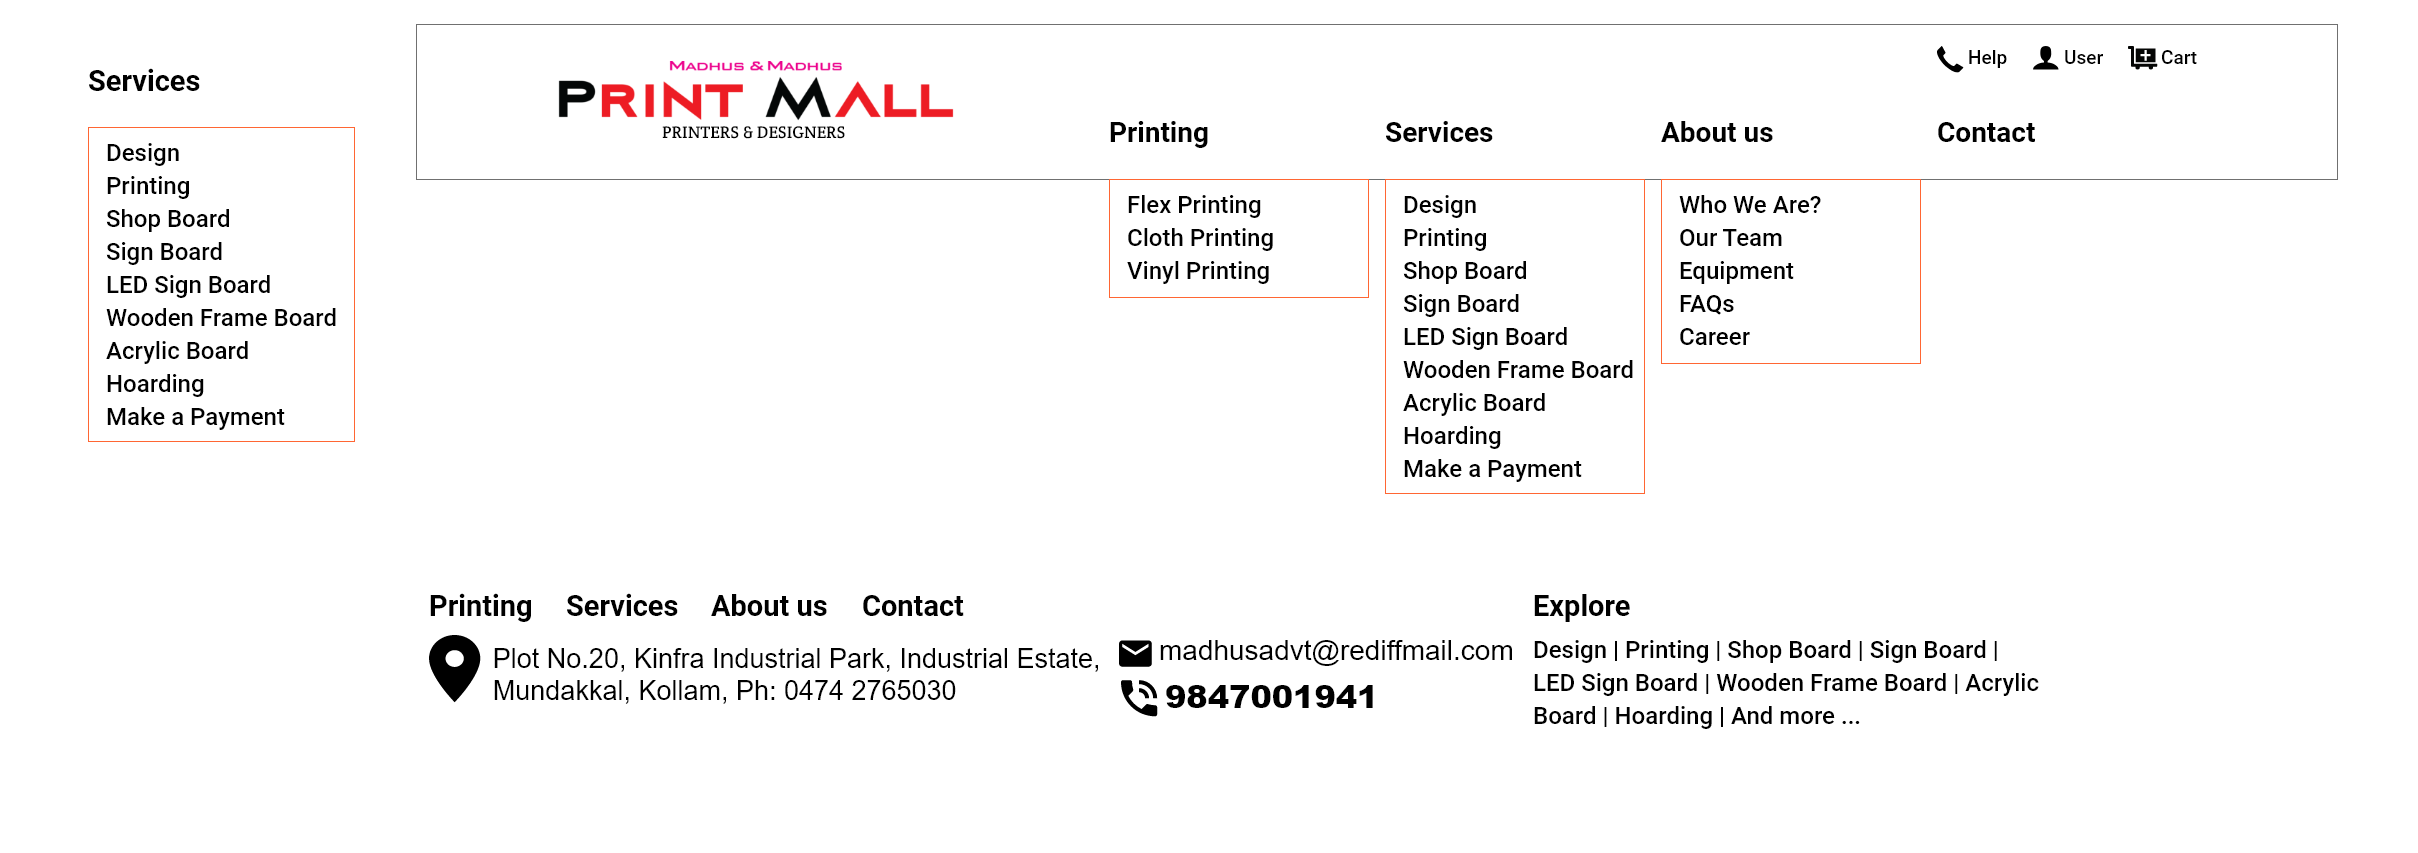 Services
Design
Printing
Shop Board
Sign Board
LED Sign Board
Wooden Frame Board
Acrylic Board
Hoarding
Make a Payment
MADHUS & MADHUS
PRINT MALL
PRINTERS & DESIGNERS
Help User Cart
Printing Services About us Contact
Flex Printing
Cloth Printing
Vinyl Printing
Design
Printing
Shop Board
Sign Board
LED Sign Board
Wooden Frame Board
Acrylic Board
Hoarding
Make a Payment
Who We Are?
Our Team
Equipment
FAQs
Career
Printing Services About us Contact
Plot No.20, Kinfra Industrial Park, Industrial Estate,
Mundakkal, Kollam, Ph: 0474 2765030
madhusadvt@rediffmail.com
9847001941
Explore
Design | Printing | Shop Board | Sign Board |
LED Sign Board | Wooden Frame Board | Acrylic
Board | Hoarding | And more ...